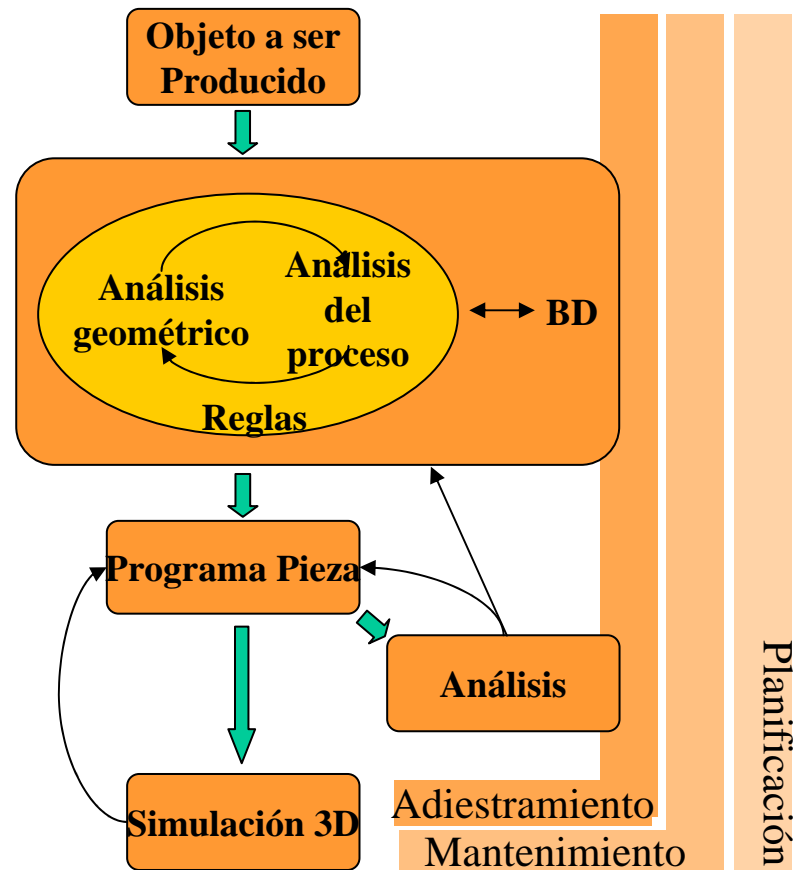 Objeto a ser
Producido
Análisis
geométrico
Análisis
del
proceso
Reglas
BD
Programa Pieza
Análisis
Simulación 3D
Adiestramiento
Mantenimiento
Planificación